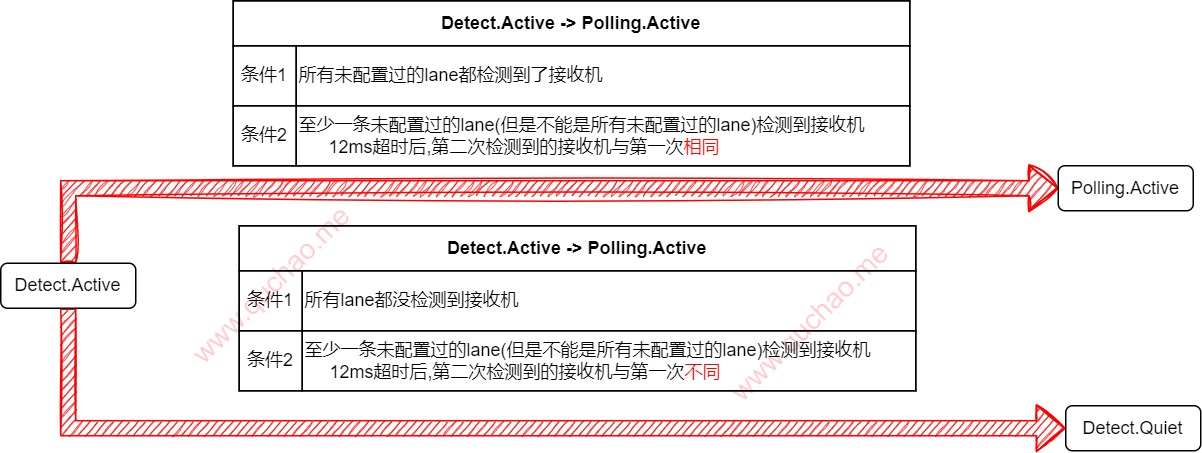 Detect.Active -> Polling.Active
条件1 所有未配置过的lane都检测到了接收机
条件2 至少一条未配置过的lane(但是不能是所有未配置过的lane)检测到接收机
12ms超时后,第二次检测到的接收机与第一次相同
Polling.Active
Detect.Active -> Polling.Active
Detect.Active
条件1 所有lane都没检测到接收机
条件2 至少一条未配置过的lane(但是不能是所有未配置过的lane)检测到接收机
12ms超时后,第二次检测到的接收机与第一次不同
Detect.Quiet
www.quchao.me
www.quchao.me